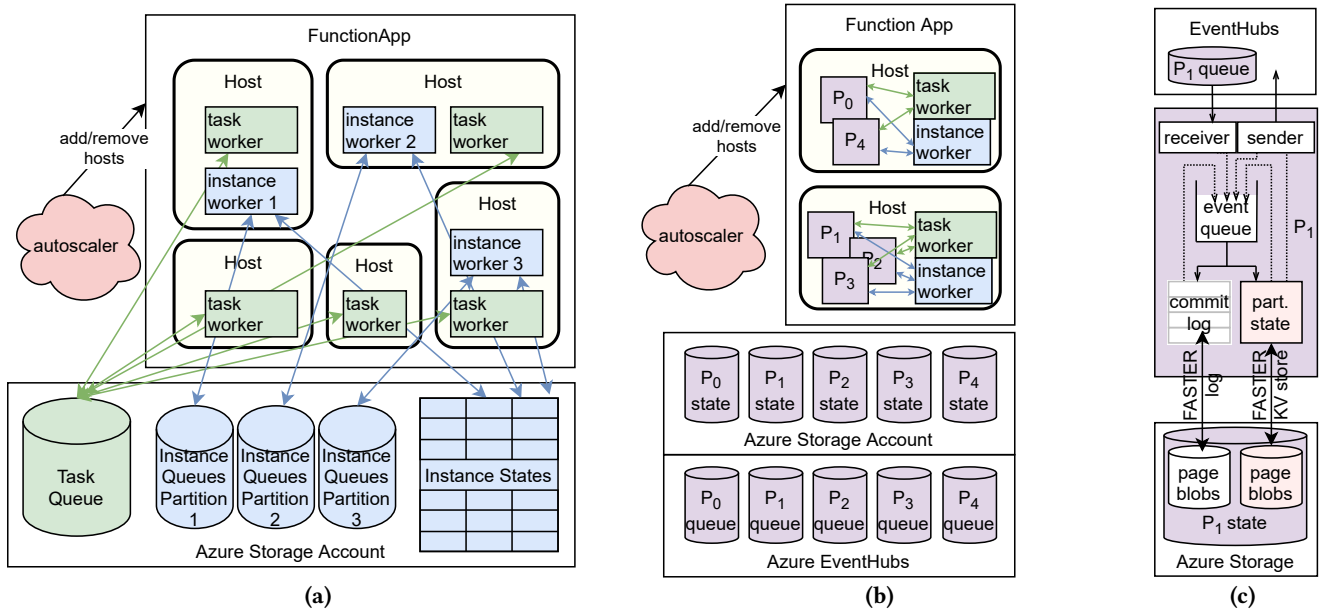 FunctionApp
Host
task
worker
instance
worker 1
Host
instance
worker 2
task
worker
add/remove
hosts
autoscaler
Host
instance
worker 3
task
worker
Host
task
worker
Host
task
worker
Task
Queue
Instance
Queues
Partition
1
Instance
Queues
Partition
2
Instance
Queues
Partition
3
Instance States
Azure Storage Account
(a)
Function App
Host
P0
P4
task
worker
instance
worker
add/remove
hosts
autoscaler
Host
P1
P2
P3
task
worker
instance
worker
P0
state
P1
state
P2
state
P3
state
P4
state
Azure Storage Account
P0
queue
P1
queue
P2
queue
P3
queue
P4
queue
Azure EventHubs
(b)
EventHubs
P1 queue
receiver
sender
event
queue
P1
commit
log
part.
state
FASTER
log
FASTER
KV store
page
blobs
page
blobs
P1 state
Azure Storage
(c)